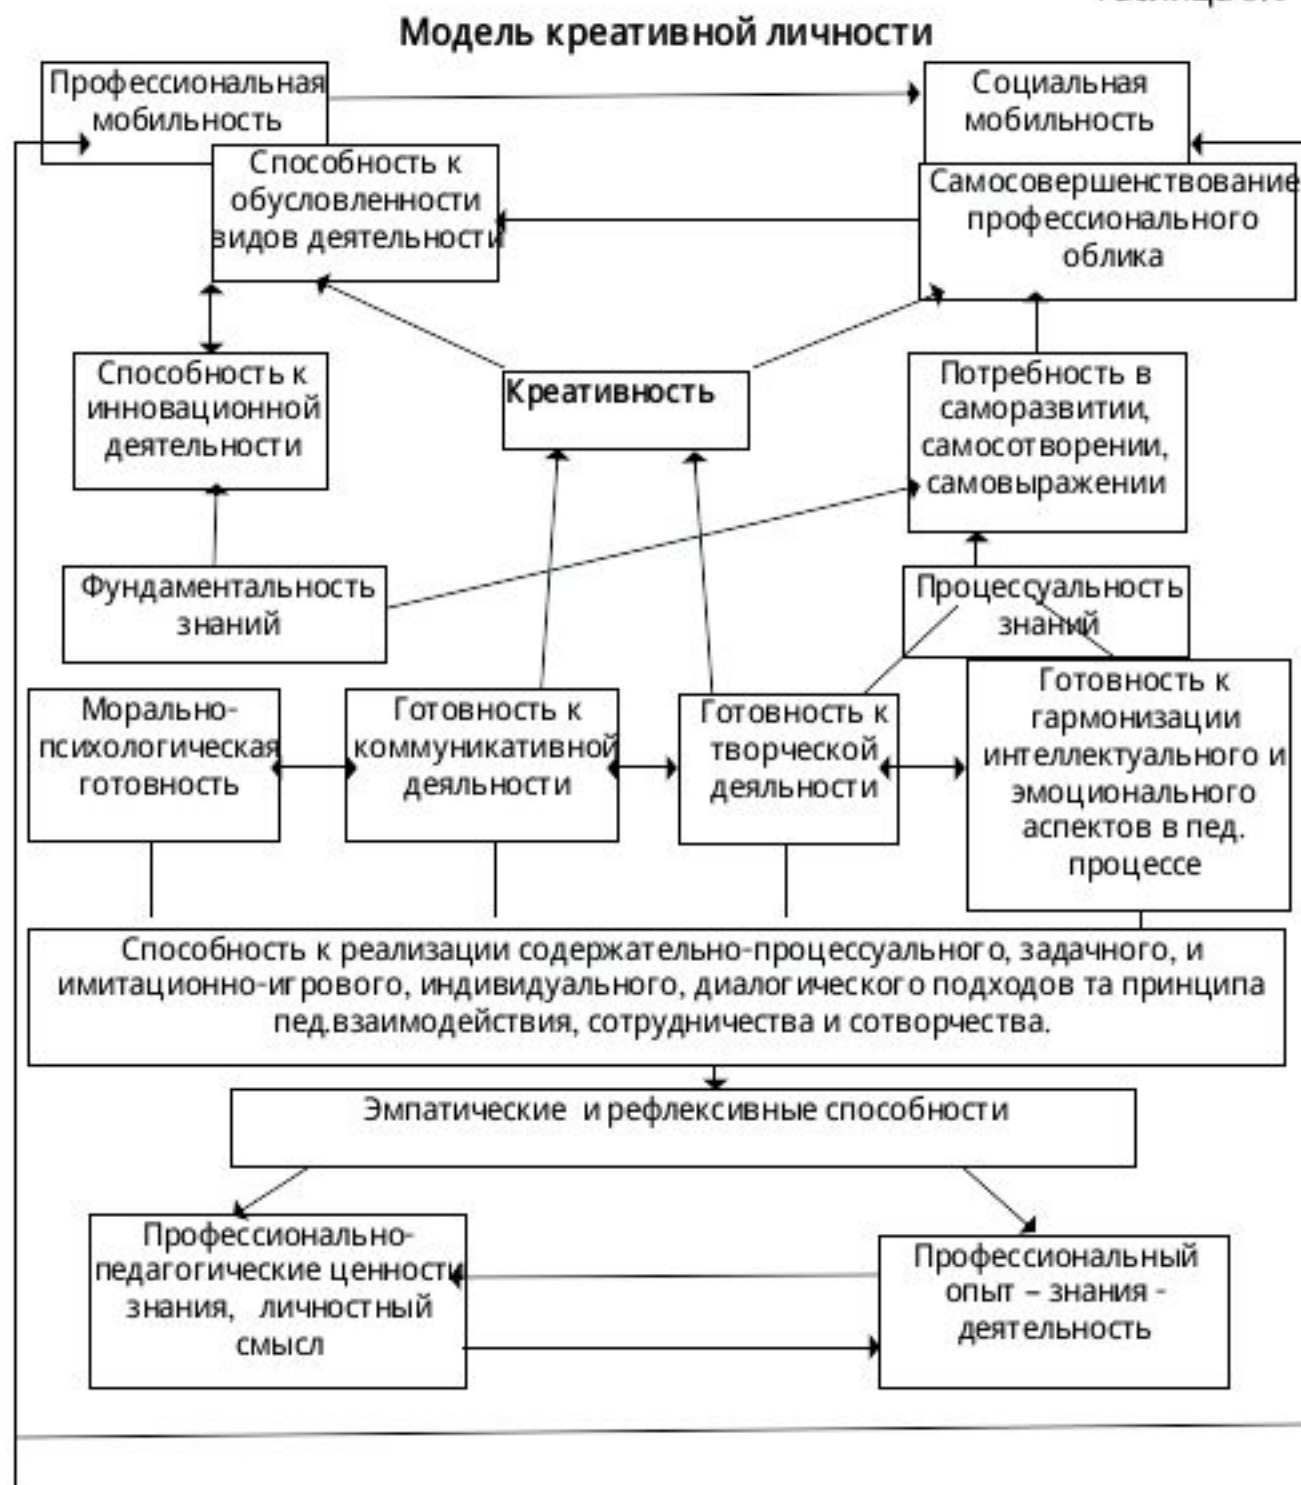 Модель креативной личности
Профессиональная
мобильность
Социальная
мобильность
Способность к
обусловленности
видов деятельности
Самосовершенствование
профессионального
облика
Способность к
инновационной
деятельности
Креативность
Потребность в
саморазвитии,
самосотворении,
самовыражении
Фундаментальность
знаний
Процессуальность
знаний
Морально-
психологическая
готовность
Готовность к
коммуникативной
деяльности
Готовность к
творческой
деяльности
Готовность к
гармонизации
интеллектуального и
эмоционального
аспектов в пед.
процессе
Способность к реализации содержательно-процессуального, задачного, и
имитационно-игрового, индивидуального, диалогического подходов та принципа
пед.взаимодействия, сотрудничества и сотворчества.
Эмпатические и рефлексивные способности
Профессионально-
педагогические ценности
знания, личностный
смысл
Профессиональный
опыт – знания -
деятельность